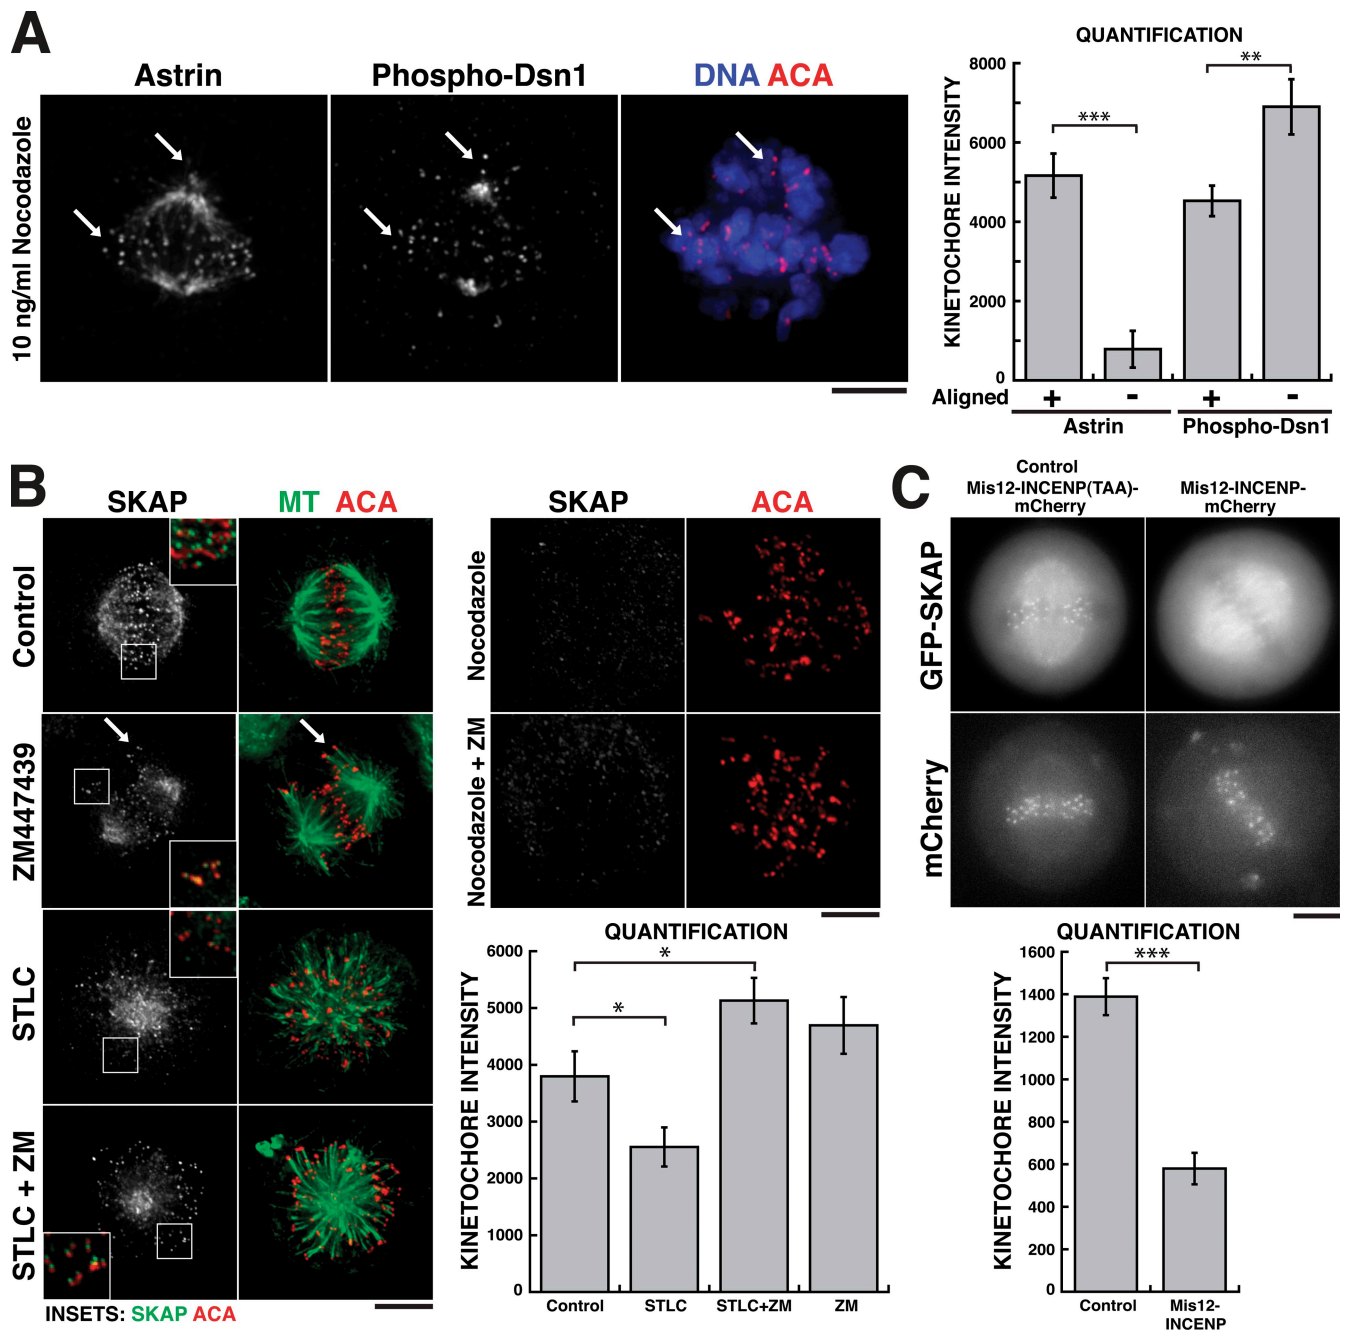 A
Astrin
Phospho-Dsn1
DNA ACA
10 ng/ml Nocodazole
QUANTIFICATION
KINETOCHORE INTENSITY
8000
6000
4000
2000
0
***
**
Aligned + - + -
Astrin
Phospho-Dsn1
B
SKAP
MT ACA
Control
ZM447439
STLC
STLC + ZM
INSETS: SKAP ACA
SKAP
ACA
Nocodazole
Nocodazole + ZM
QUANTIFICATION
KINETOCHORE INTENSITY
6000
5000
4000
3000
2000
1000
0
*
*
Control
STLC
STLC+ZM
ZM
C
Control
Mis12-INCENP(TAA)-
mCherry
Mis12-INCENP-
mCherry
GFP-SKAP
mCherry
QUANTIFICATION
KINETOCHORE INTENSITY
1600
1400
1200
1000
800
600
400
200
0
***
Control
Mis12-
INCENP